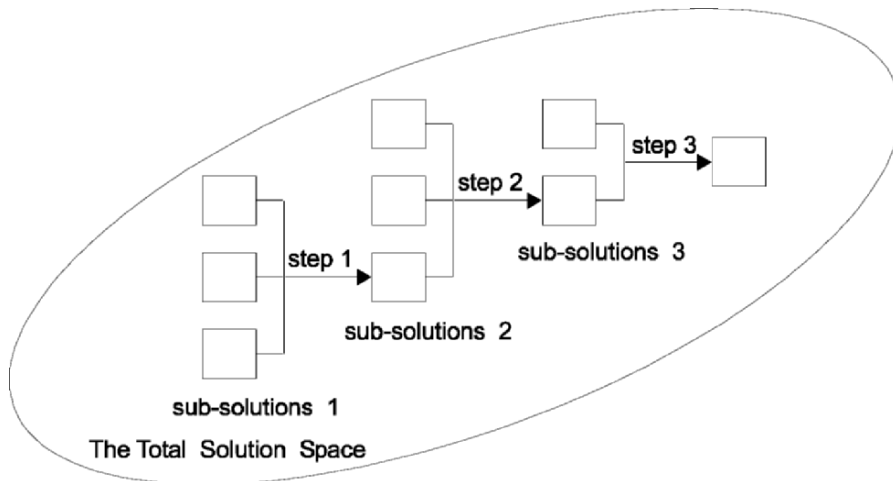 step 3
step 2
sub-solutions 3
step 1
sub-solutions 2
sub-solutions 1
The Total Solution Space